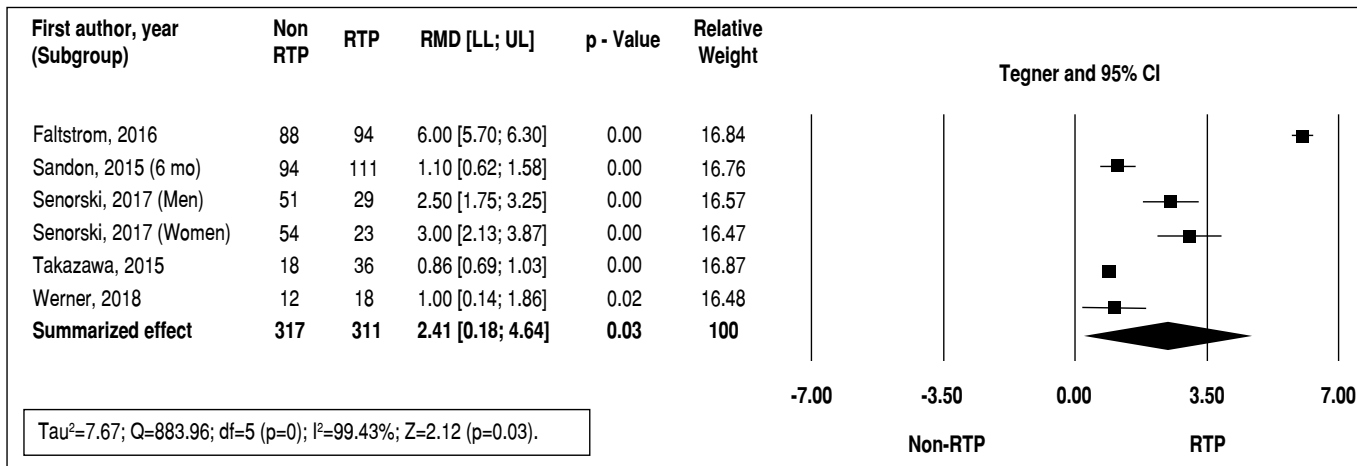 First author, year (Subgroup) Non RTP RTP RMD [LL; UL] p - Value Relative Weight
Tegner and 95% CI
Faltstrom, 2016 88 94 6.00 [5.70; 6.30] 0.00 16.84
Sandon, 2015 (6 mo) 94 111 1.10 [0.62; 1.58] 0.00 16.76
Senorski, 2017 (Men) 51 29 2.50 [1.75; 3.25] 0.00 16.57
Senorski, 2017 (Women) 54 23 3.00 [2.13; 3.87] 0.00 16.47
Takazawa, 2015 18 36 0.86 [0.69; 1.03] 0.00 16.87
Werner, 2018 12 18 1.00 [0.14; 1.86] 0.02 16.48
Summarized effect 317 311 2.41 [0.18; 4.64] 0.03 100
-7.00 -3.50 0.00 3.50 7.00
Tau²=7.67; Q=883.96; df=5 (p=0); I²=99.43%; Z=2.12 (p=0.03).
Non-RTP RTP